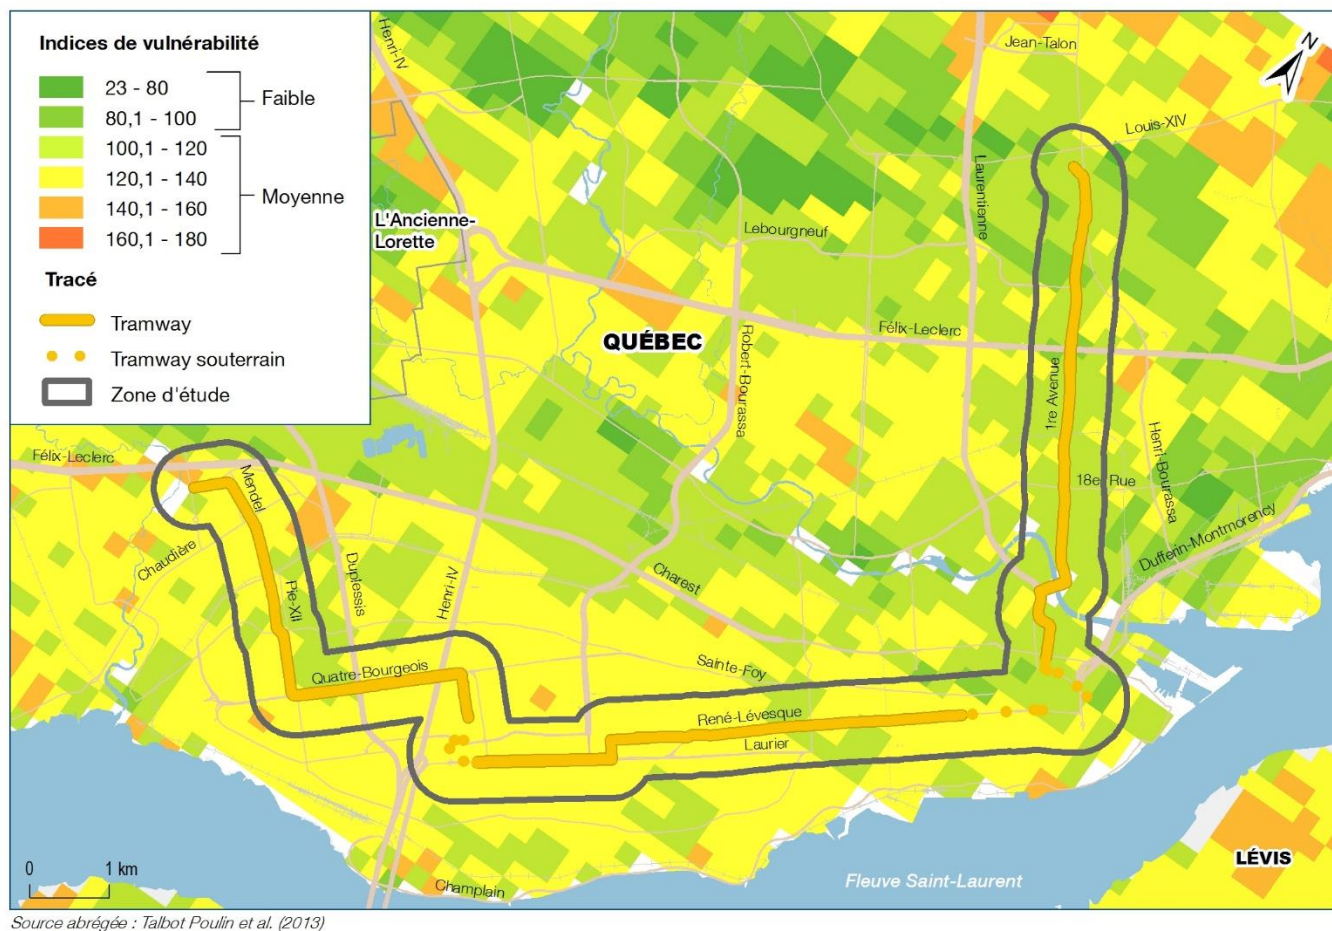 Indices de vulnérabilité
23 - 80
80,1 - 100
Faible
100,1 - 120
120,1 - 140
140,1 - 160
160,1 - 180
Moyenne
Tracé
Tramway
Tramway souterrain
Zone d'étude
Henri-IV
Jean-Talon
N
Louis-XIV
Laurentienne
L'Ancienne-
Lorette
Lebourgneuf
QUÉBEC
Robert-Bourassa
Félix-Leclerc
1re Avenue
Henri-Bourassa
18e Rue
Dufferin-Montmorency
Félix-Leclerc
Mendel
Chaudière
Pie-XII
Duplessis
Henri-IV
Charest
Quatre-Bourgeois
Sainte-Foy
René-Lévesque
Laurier
0 1 km
Champlain
Fleuve Saint-Laurent
LÉVIS
Source abrégée : Talbot Poulin et al. (2013)